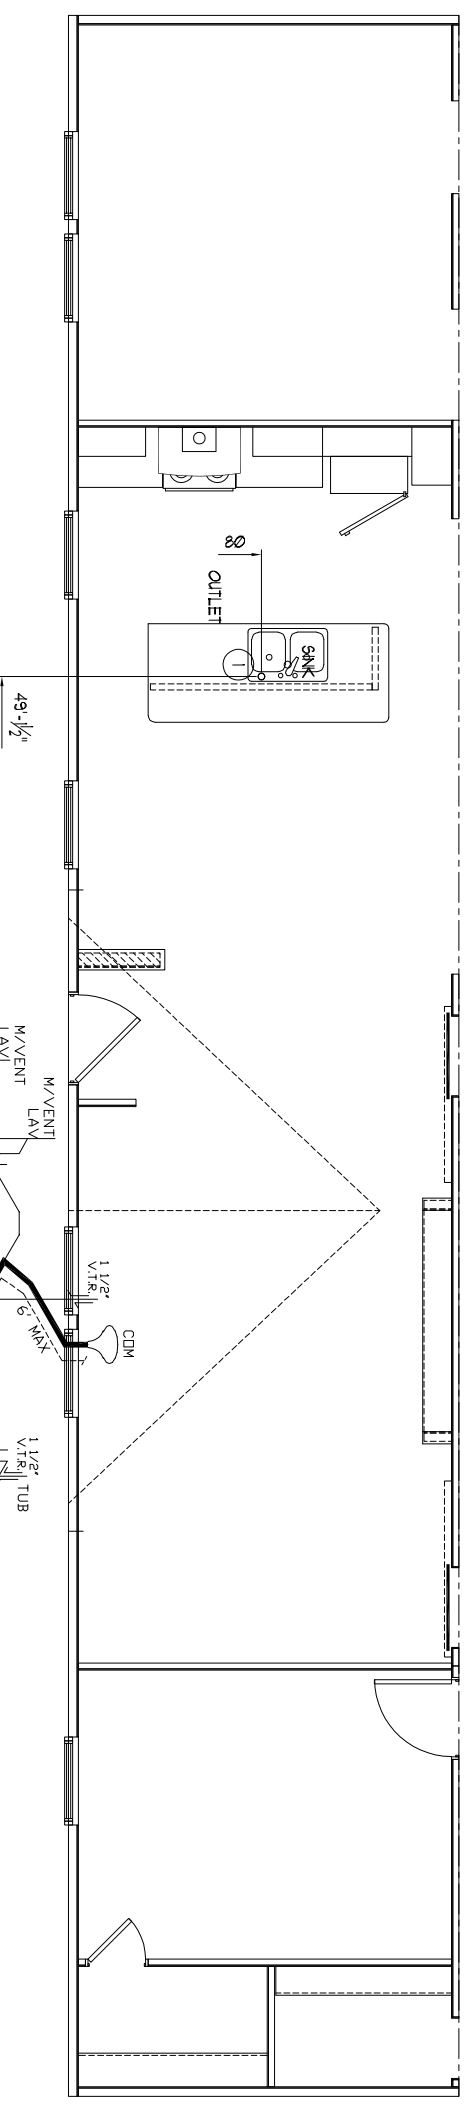 80
OUTLET
SINK
1
49'-1/2"
M/VENT
LAV
M/VENT
LAV
1 1/2"
V.T.R.
6' MAX
COM
1 1/2"
V.T.R.
TUB